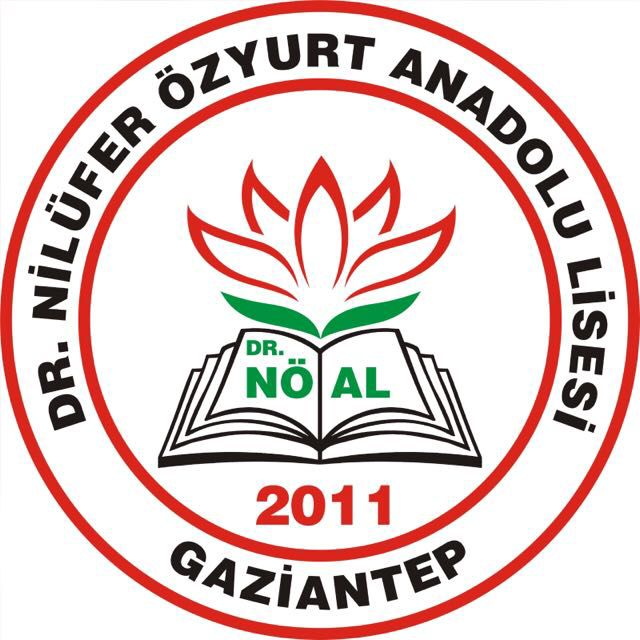 DR. NİLÜFER ÖZYURT ANADOLU LİSESİ
DR.
NÖ AL
2011
GAZİANTEP